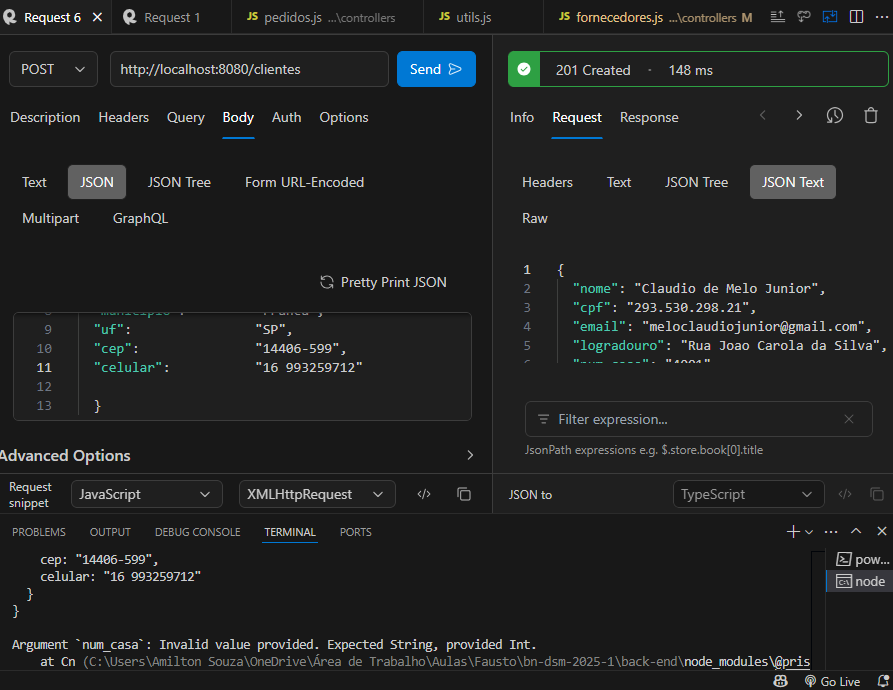 Request 6
Request 1
JS pedidos.js ...\controllers
JS utils.js
JS fornecedores.js ...\controllers M
POST
http://localhost:8080/clientes
Send
201 Created · 148 ms
Description Headers Query Body Auth Options
Info Request Response
Text JSON JSON Tree Form URL-Encoded
Multipart GraphQL
Headers Text JSON Tree JSON Text
Raw
Pretty Print JSON
9 "uf": "SP",
10 "cep": "14406-599",
11 "celular": "16 993259712"
12
13 }
1 {
2 "nome": "Claudio de Melo Junior",
3 "cpf": "293.530.298.21",
4 "email": "meloclaudiojunior@gmail.com",
5 "logradouro": "Rua Joao Carola da Silva",
Filter expression...
JsonPath expressions e.g. $.store.book[0].title
Advanced Options
Request
snippet
JavaScript
XMLHttpRequest
JSON to
TypeScript
PROBLEMS OUTPUT DEBUG CONSOLE TERMINAL PORTS
cep: "14406-599",
celular: "16 993259712"
}
}
Argument `num_casa`: Invalid value provided. Expected String, provided Int.
at Cn (C:\Users\Amilton Souza\OneDrive\Área de Trabalho\Aulas\Fausto\bn-dsm-2025-1\back-end\node_modules\@pris
pow...
node
Go Live